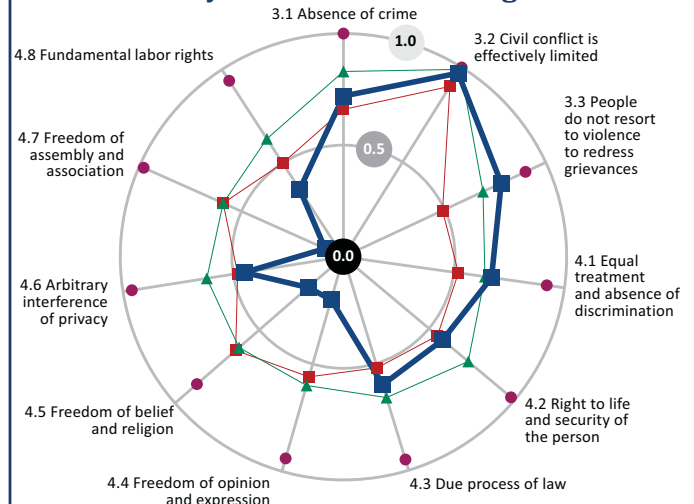 3.1 Absence of crime
1.0
3.2 Civil conflict is
effectively limited
4.8 Fundamental labor rights
3.3 People
do not resort
to violence
to redress
grievances
4.7 Freedom of
assembly and
association
0.5
0.0
4.1 Equal
treatment
and absence of
discrimination
4.6 Arbitrary
interference
of privacy
4.2 Right to life
and security of
the person
4.5 Freedom of belief
and religion
4.3 Due process of law
4.4 Freedom of opinion
and expression